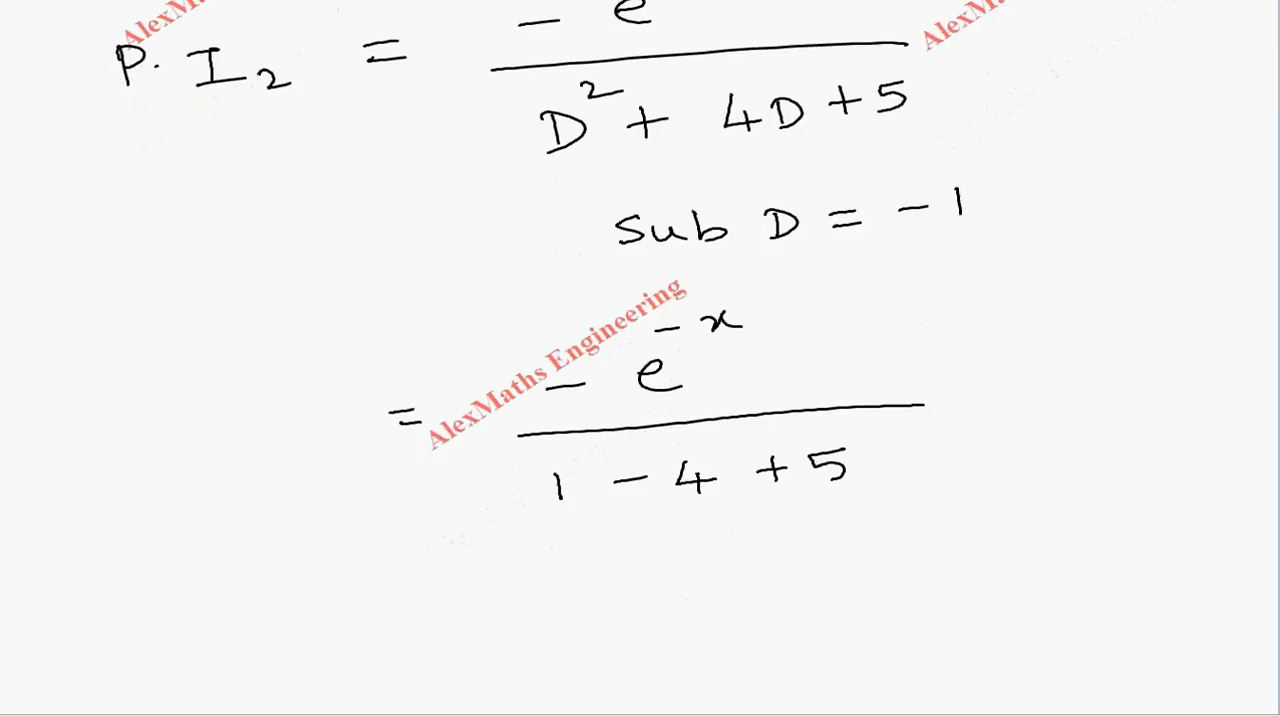 P. I₂ = - e
D² + 4D + 5
Sub D = - 1
= - e⁻ˣ
1 - 4 + 5
AlexMaths Engineering